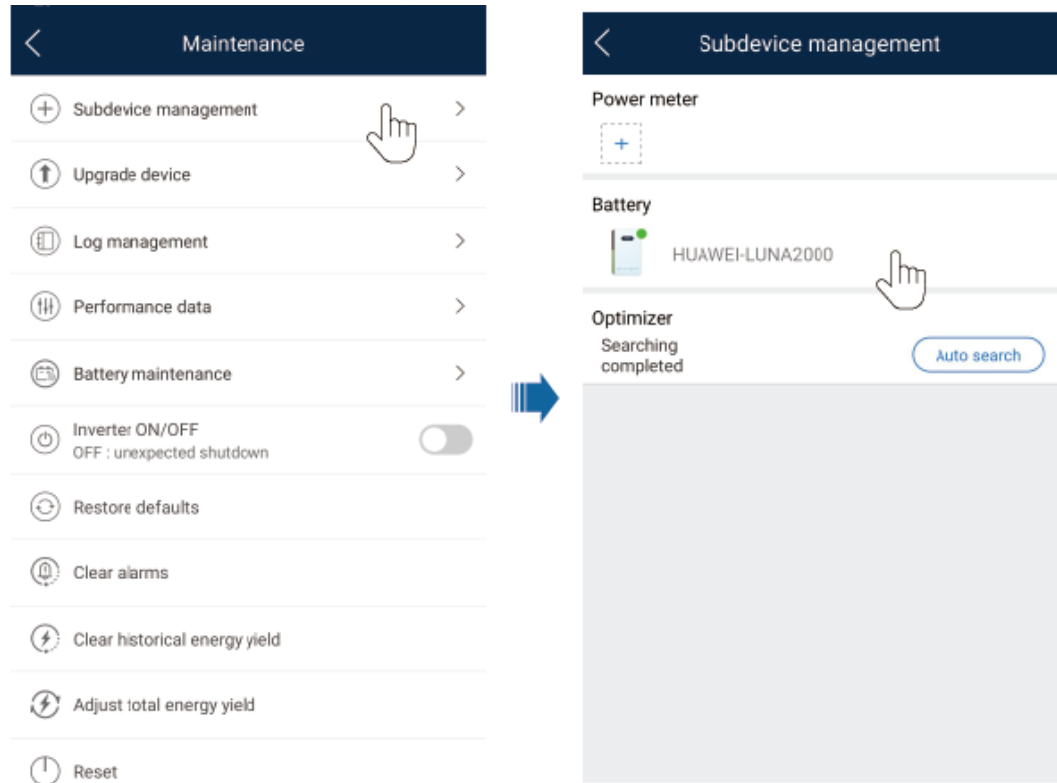 Maintenance
Subdevice management
Upgrade device
Log management
Performance data
Battery maintenance
Inverter ON/OFF
OFF : unexpected shutdown
Restore defaults
Clear alarms
Clear historical energy yield
Adjust total energy yield
Reset
Subdevice management
Power meter
+
Battery
HUAWEI-LUNA2000
Optimizer
Searching
completed
Auto search